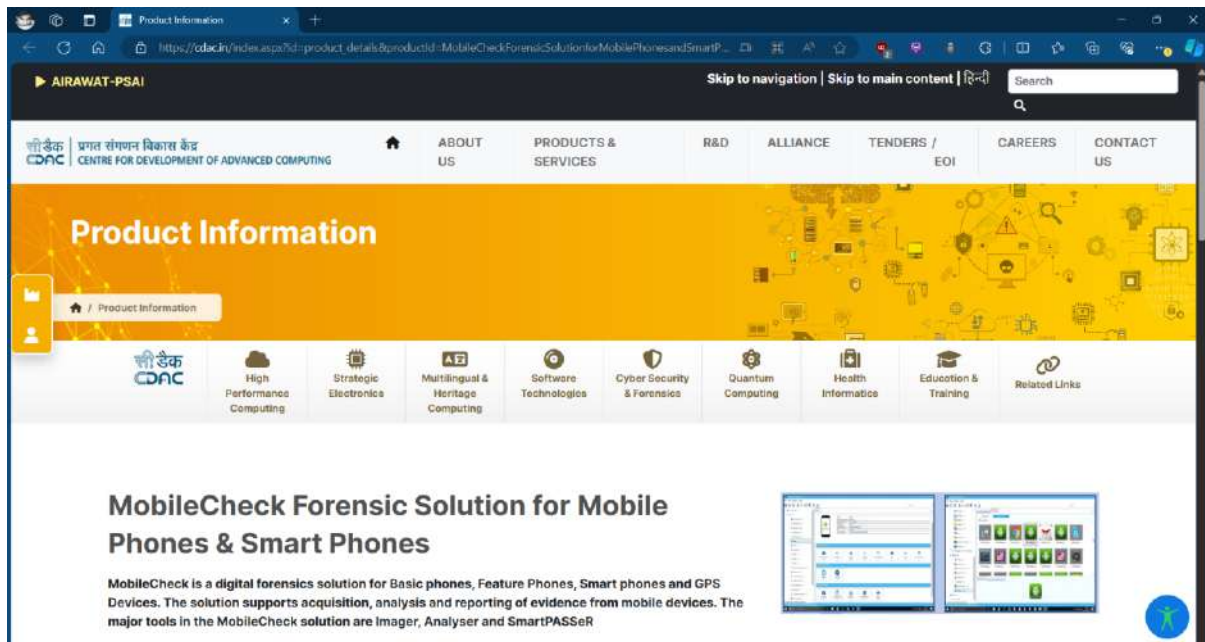 Product Information
https://cdac.in/index.aspx?id=product_details&productId=MobileCheckForensicSolutionforMobilePhonesandSmartP...
AIRAWAT-PSAI
Skip to navigation | Skip to main content | हिन्दी
Search
सी डैक
CDAC
प्रगत संगणन विकास केंद्र
CENTRE FOR DEVELOPMENT OF ADVANCED COMPUTING
ABOUT US
PRODUCTS & SERVICES
R&D
ALLIANCE
TENDERS / EOI
CAREERS
CONTACT US
Product Information
/ Product Information
सी डैक
CDAC
High Performance Computing
Strategic Electronics
Multilingual & Heritage Computing
Software Technologies
Cyber Security & Forensics
Quantum Computing
Health Informatics
Education & Training
Related Links
MobileCheck Forensic Solution for Mobile
Phones & Smart Phones
MobileCheck is a digital forensics solution for Basic phones, Feature Phones, Smart phones and GPS
Devices. The solution supports acquisition, analysis and reporting of evidence from mobile devices. The
major tools in the MobileCheck solution are Imager, Analyser and SmartPASSeR